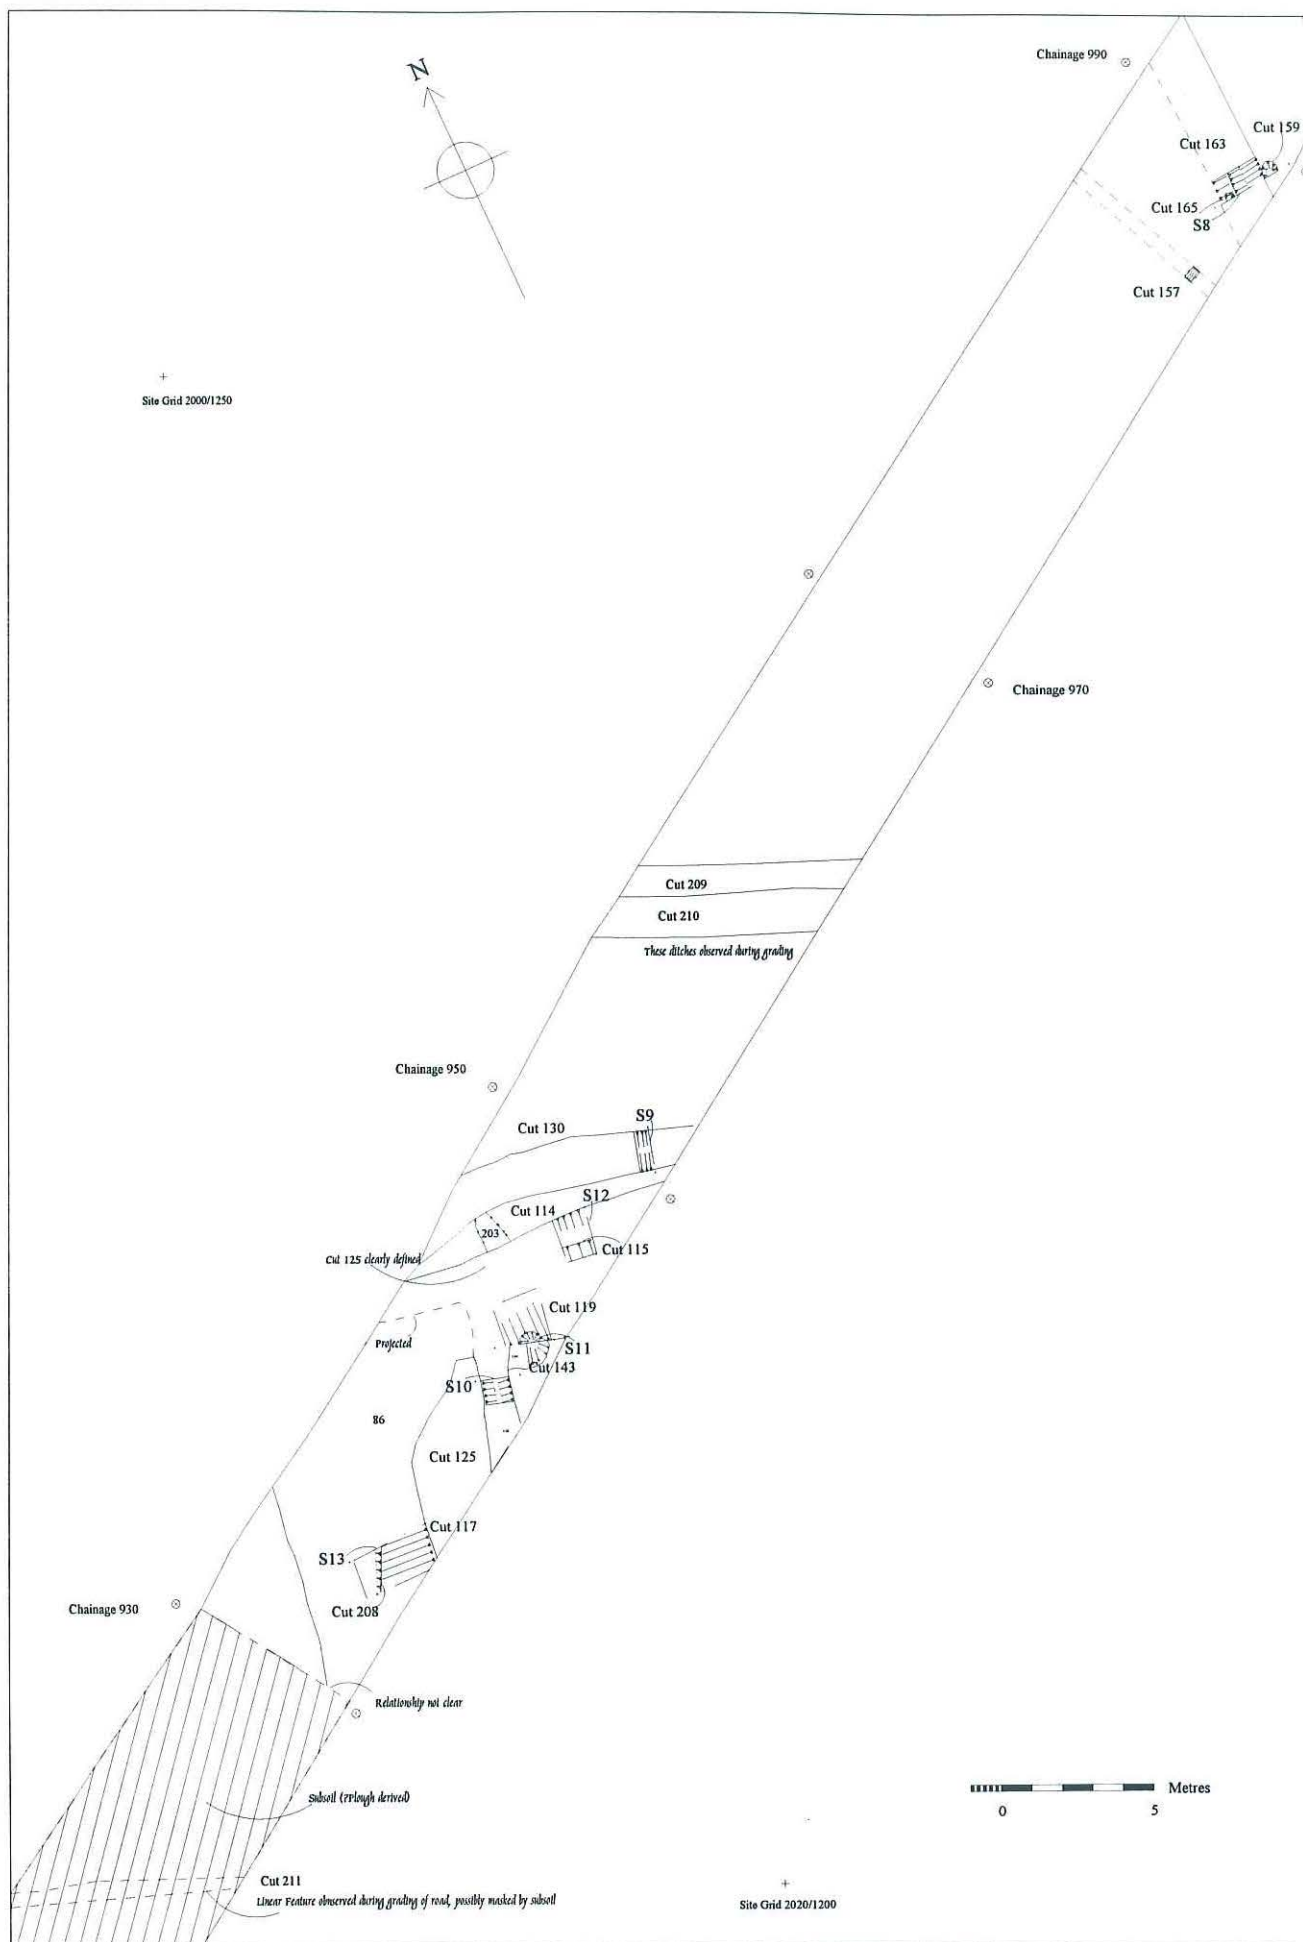 Chainage 990
N
Cut 159
Cut 163
Cut 165
S8
Cut 157
Site Grid 2000/1250
Chainage 970
Cut 209
Cut 210
These ditches observed during grading
Chainage 950
S9
Cut 130
S12
Cut 114
203
Cut 115
Cut 125 clearly defined
Cut 119
Projected
S11
Cut 143
S10
86
Cut 125
Cut 117
S13
Chainage 930
Cut 208
Relationship not clear
Metres
Subsoil (?Plough derived)
0 5
Cut 211
Linear Feature obnserved during grading of road, possibly masked by subsoil
Site Grid 2020/1200